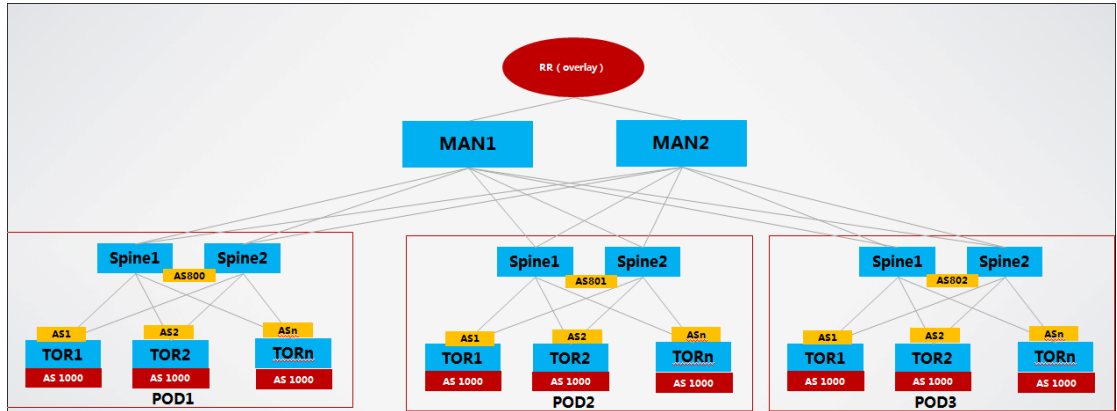 RR ( overlay )
MAN1
MAN2
Spine1
Spine2
AS800
AS1
AS2
ASn
TOR1
TOR2
TORn
AS 1000
AS 1000
AS 1000
POD1
Spine1
Spine2
AS801
AS1
AS2
ASn
TOR1
TOR2
TORn
AS 1000
AS 1000
AS 1000
POD2
Spine1
Spine2
AS802
AS1
AS2
ASn
TOR1
TOR2
TORn
AS 1000
AS 1000
AS 1000
POD3